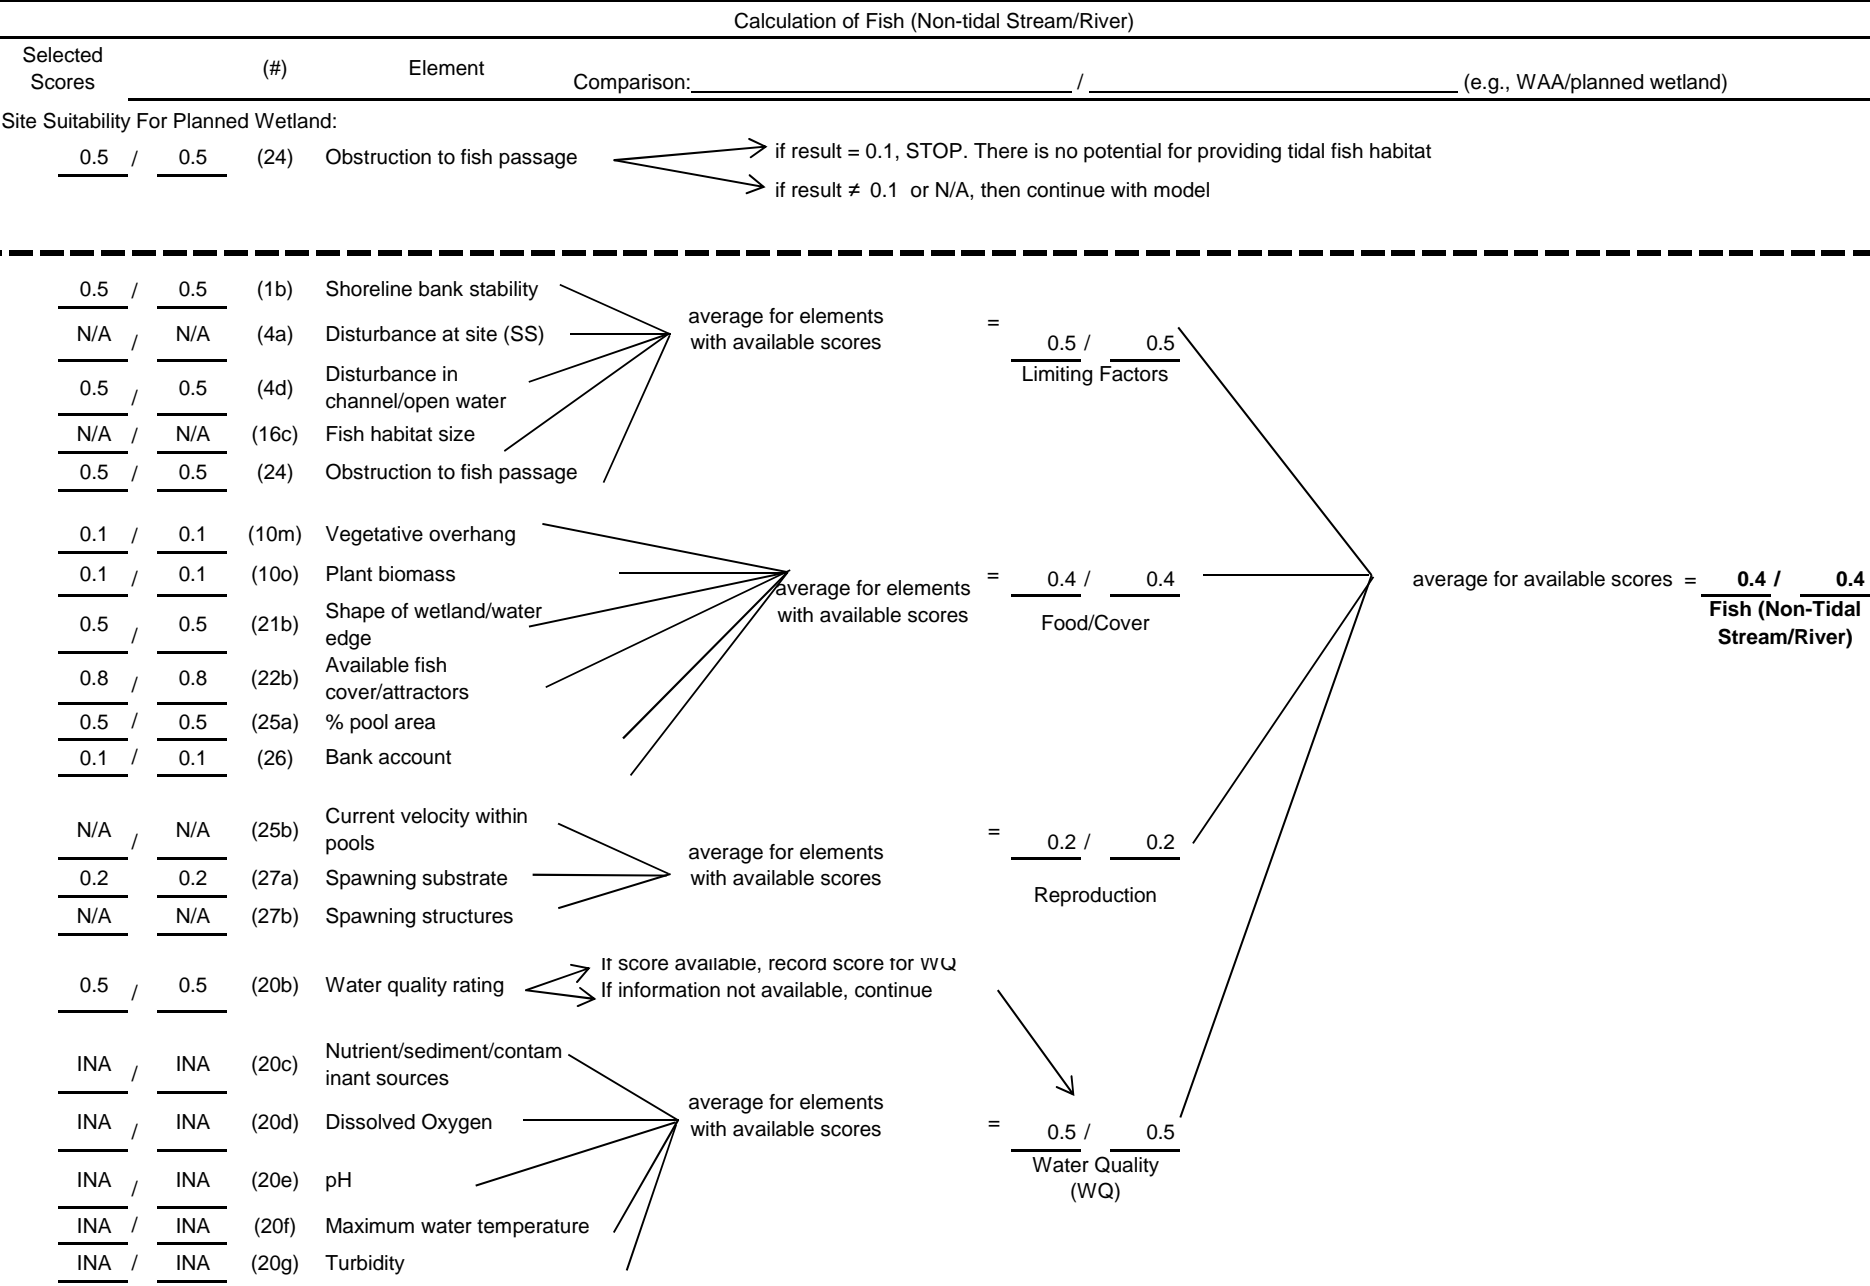 Calculation of Fish (Non-tidal Stream/River)
Selected Scores (#) Element Comparison: / (e.g., WAA/planned wetland)
Site Suitability For Planned Wetland:
0.5 / 0.5 (24) Obstruction to fish passage
if result = 0.1, STOP. There is no potential for providing tidal fish habitat
if result ≠ 0.1 or N/A, then continue with model
0.5 / 0.5 (1b) Shoreline bank stability
N/A / N/A (4a) Disturbance at site (SS)
0.5 / 0.5 (4d) Disturbance in
channel/open water
N/A / N/A (16c) Fish habitat size
0.5 / 0.5 (24) Obstruction to fish passage
average for elements
with available scores
= 0.5 / 0.5
Limiting Factors
0.1 / 0.1 (10m) Vegetative overhang
0.1 / 0.1 (10o) Plant biomass
0.5 / 0.5 (21b) Shape of wetland/water
edge
0.8 / 0.8 (22b) Available fish
cover/attractors
0.5 / 0.5 (25a) % pool area
0.1 / 0.1 (26) Bank account
average for elements
with available scores
= 0.4 / 0.4
Food/Cover
average for available scores = 0.4 / 0.4
Fish (Non-Tidal
Stream/River)
N/A / N/A (25b) Current velocity within
pools
0.2 0.2 (27a) Spawning substrate
N/A N/A (27b) Spawning structures
average for elements
with available scores
= 0.2 / 0.2
Reproduction
0.5 / 0.5 (20b) Water quality rating
If score available, record score for WQ
If information not available, continue
INA / INA (20c) Nutrient/sediment/contam
inant sources
INA / INA (20d) Dissolved Oxygen
INA / INA (20e) pH
INA / INA (20f) Maximum water temperature
INA / INA (20g) Turbidity
average for elements
with available scores
= 0.5 / 0.5
Water Quality
(WQ)